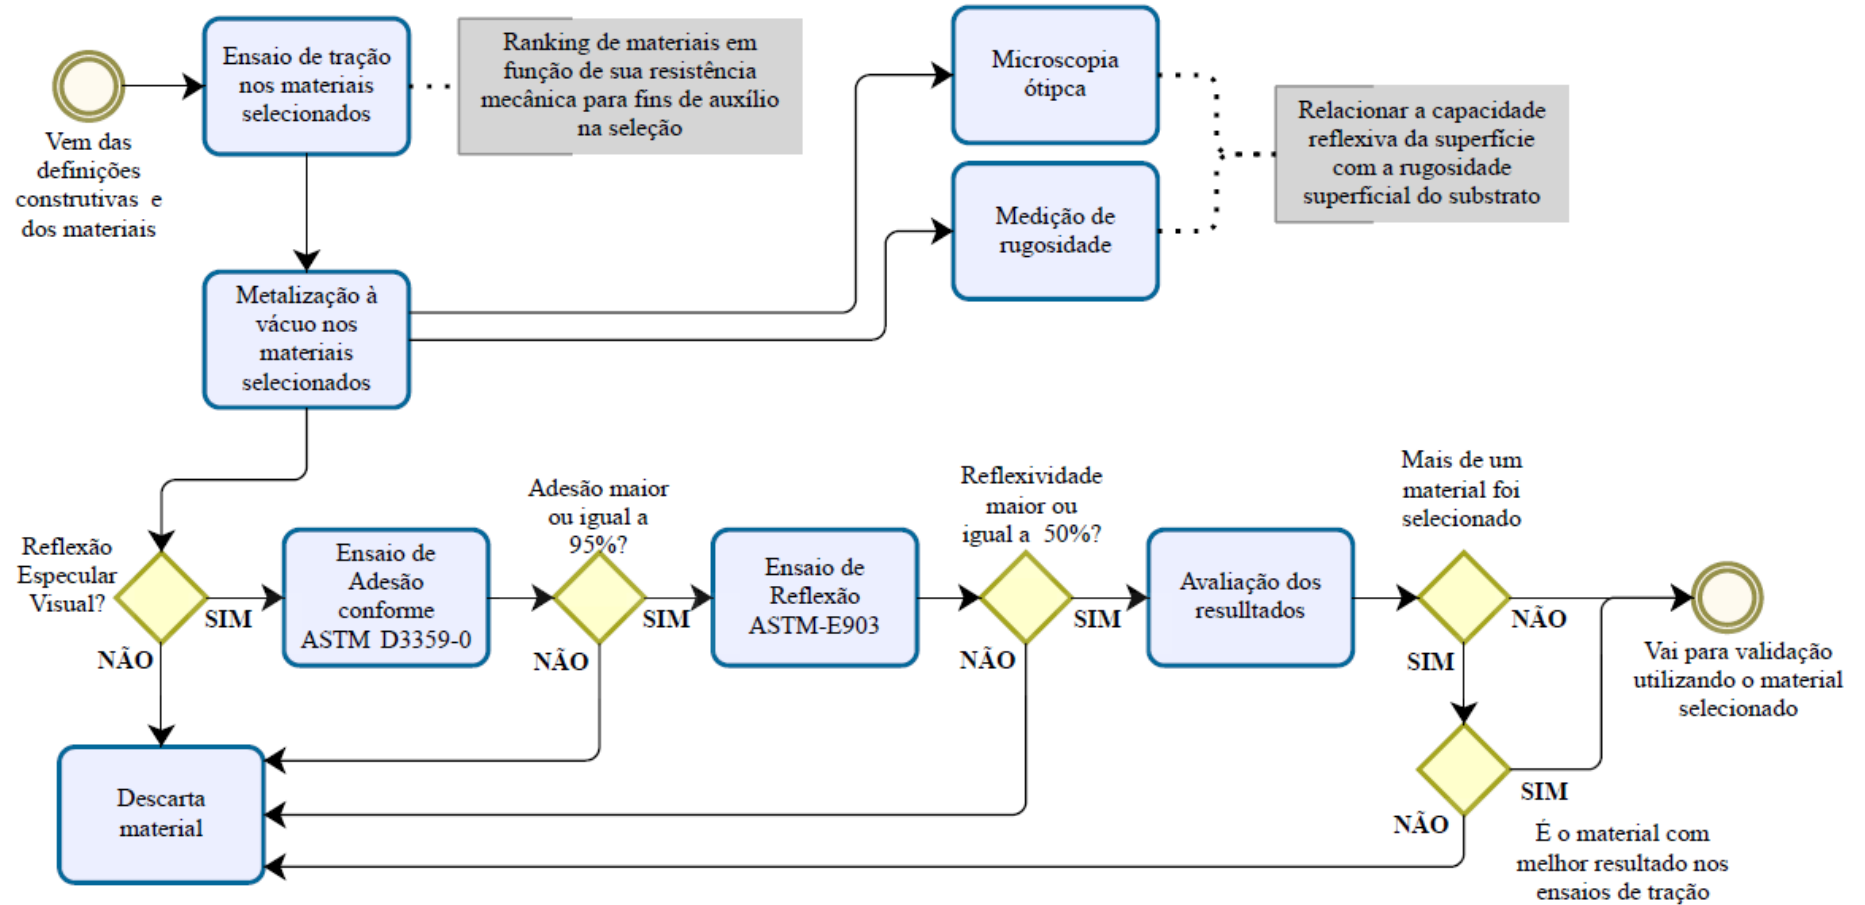 Vem das
definições
construtivas e
dos materiais
Ensaio de tração
nos materiais
selecionados
Ranking de materiais em
função de sua resistência
mecânica para fins de auxílio
na seleção
Microscopia
ótipca
Medição de
rugosidade
Relacionar a capacidade
reflexiva da superfície
com a rugosidade
superficial do substrato
Metalização à
vácuo nos
materiais
selecionados
Reflexão
Especular
Visual?
SIM
NÃO
Ensaio de
Adesão
conforme
ASTM D3359-0
Adesão maior
ou igual a
95%?
SIM
NÃO
Ensaio de
Reflexão
ASTM-E903
Reflexividade
maior ou
igual a 50%?
SIM
NÃO
Avaliação dos
resulltados
Mais de um
material foi
selecionado
NÃO
SIM
Vai para validação
utilizando o material
selecionado
SIM
NÃO
É o material com
melhor resultado nos
ensaios de tração
Descarta
material